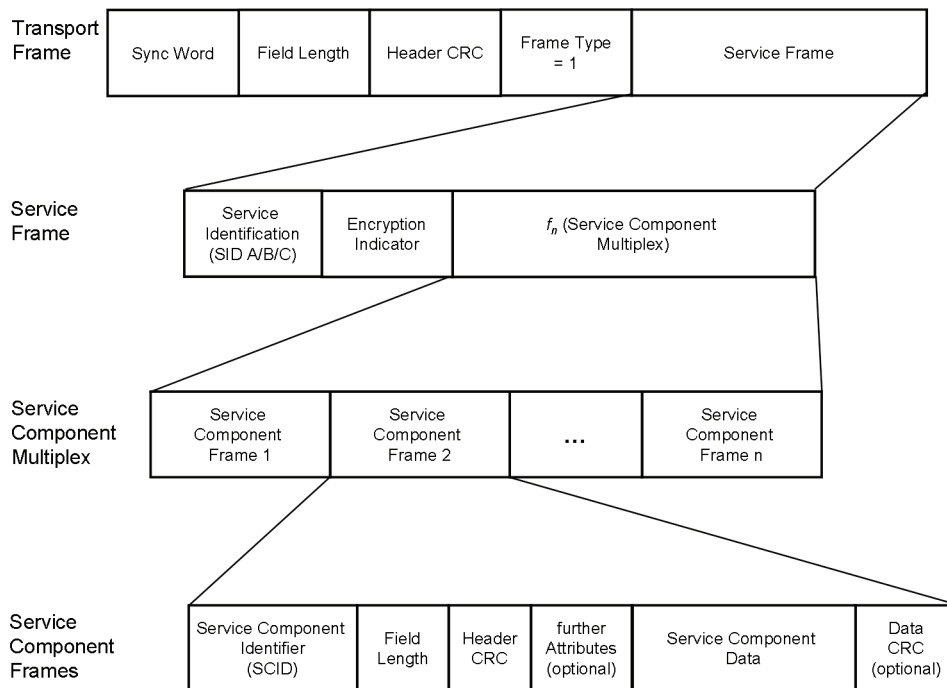 Transport
Frame
Sync Word
Field Length
Header CRC
Frame Type
= 1
Service Frame
Service
Frame
Service
Identification
(SID A/B/C)
Encryption
Indicator
fn (Service Component
Multiplex)
Service
Component
Multiplex
Service
Component
Frame 1
Service
Component
Frame 2
...
Service
Component
Frame n
Service
Component
Frames
Service Component
Identifier
(SCID)
Field
Length
Header
CRC
further
Attributes
(optional)
Service Component
Data
Data
CRC
(optional)